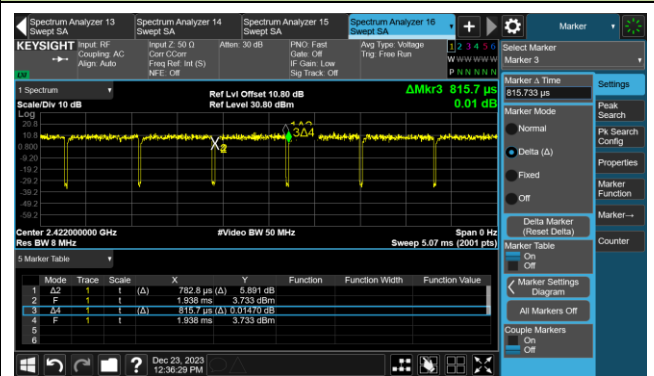 Spectrum Analyzer 13
Swept SA
Spectrum Analyzer 14
Swept SA
Spectrum Analyzer 15
Swept SA
Spectrum Analyzer 16
Swept SA
Marker
KEYSIGHT
Input: RF
Coupling: AC
Align: Auto
Input Z: 50 Ω
Corr CCorr
Freq Ref: Int (S)
NFE: Off
Atten: 30 dB
PNO: Fast
Gate: Off
IF Gain: Low
Sig Track: Off
Avg Type: Voltage
Trig: Free Run
1 2 3 4 5 6
W W W W W W
P N N N N N
LXI
1 Spectrum
Scale/Div 10 dB
Ref Lvl Offset 10.80 dB
Ref Level 30.80 dBm
ΔMkr3 815.7 µs
0.01 dB
Log
20.8
10.8
0.800
-9.20
-19.2
-29.2
-39.2
-49.2
-59.2
1Δ2
3Δ4
Center 2.422000000 GHz
Res BW 8 MHz
#Video BW 50 MHz
Span 0 Hz
Sweep 5.07 ms (2001 pts)
5 Marker Table
Mode Trace Scale X Y Function Function Width Function Value
1 Δ2 1 t (Δ) 782.8 µs (Δ) 5.891 dB
2 F 1 t 1.938 ms 3.733 dBm
3 Δ4 1 t (Δ) 815.7 µs (Δ) 0.01470 dB
4 F 1 t 1.938 ms 3.733 dBm
5
6
Dec 23, 2023
12:36:29 PM
Select Marker
Marker 3
Marker Δ Time
815.733 µs
Marker Mode
Normal
Delta (Δ)
Fixed
Off
Delta Marker
(Reset Delta)
Marker Table
On
Off
Marker Settings
Diagram
All Markers Off
Couple Markers
On
Off
Settings
Peak
Search
Pk Search
Config
Properties
Marker
Function
Marker→
Counter